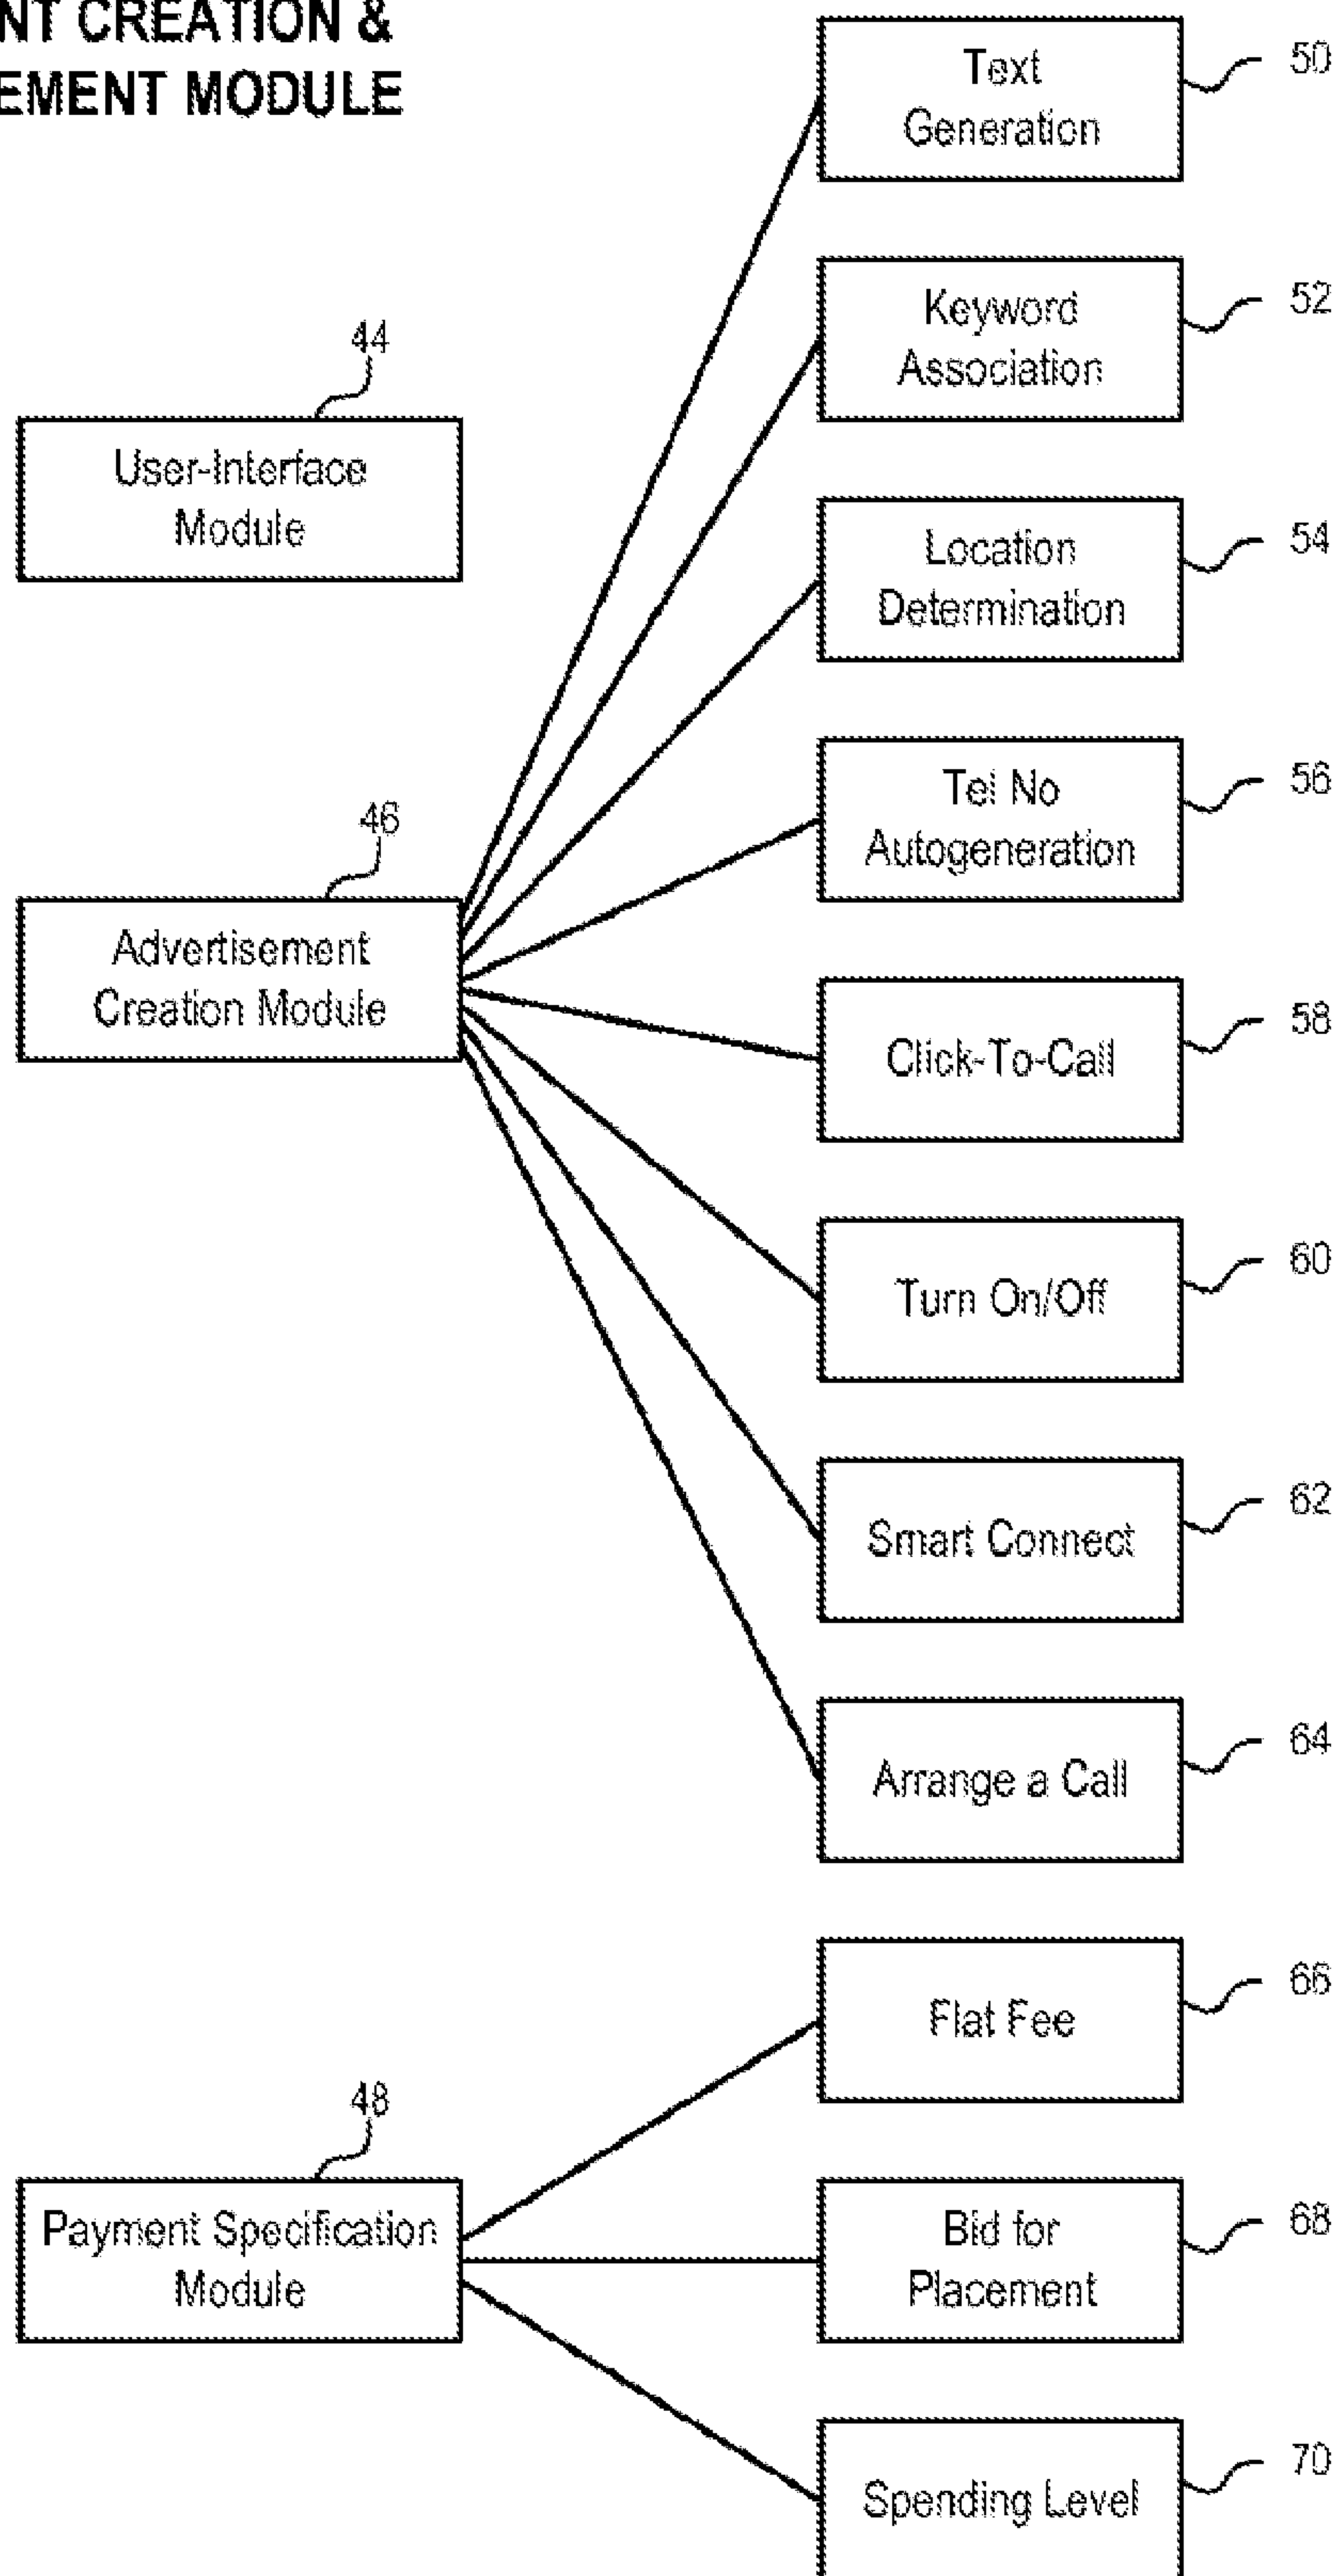 NT CREATION &
EMENT MODULE
Text
Generation
50
Keyword
Association
52
44
User-Interface
Module
Location
Determination
54
Tel No
Autogeneration
56
46
Advertisement
Creation Module
Click-To-Call
58
Turn On/Off
60
Smart Connect
62
Arrange a Call
64
Flat Fee
66
48
Payment Specification
Module
Bid for
Placement
68
Spending Level
70